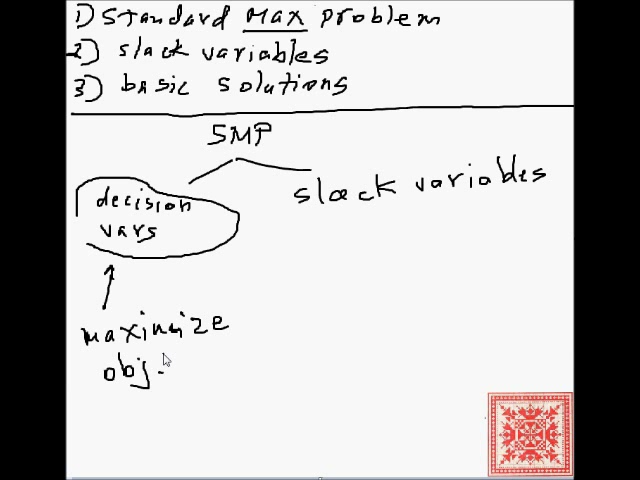 1) Standard Max problem
2) slack variables
3) basic solutions
SMP
decision
vars
slack variables
maximize
obj.